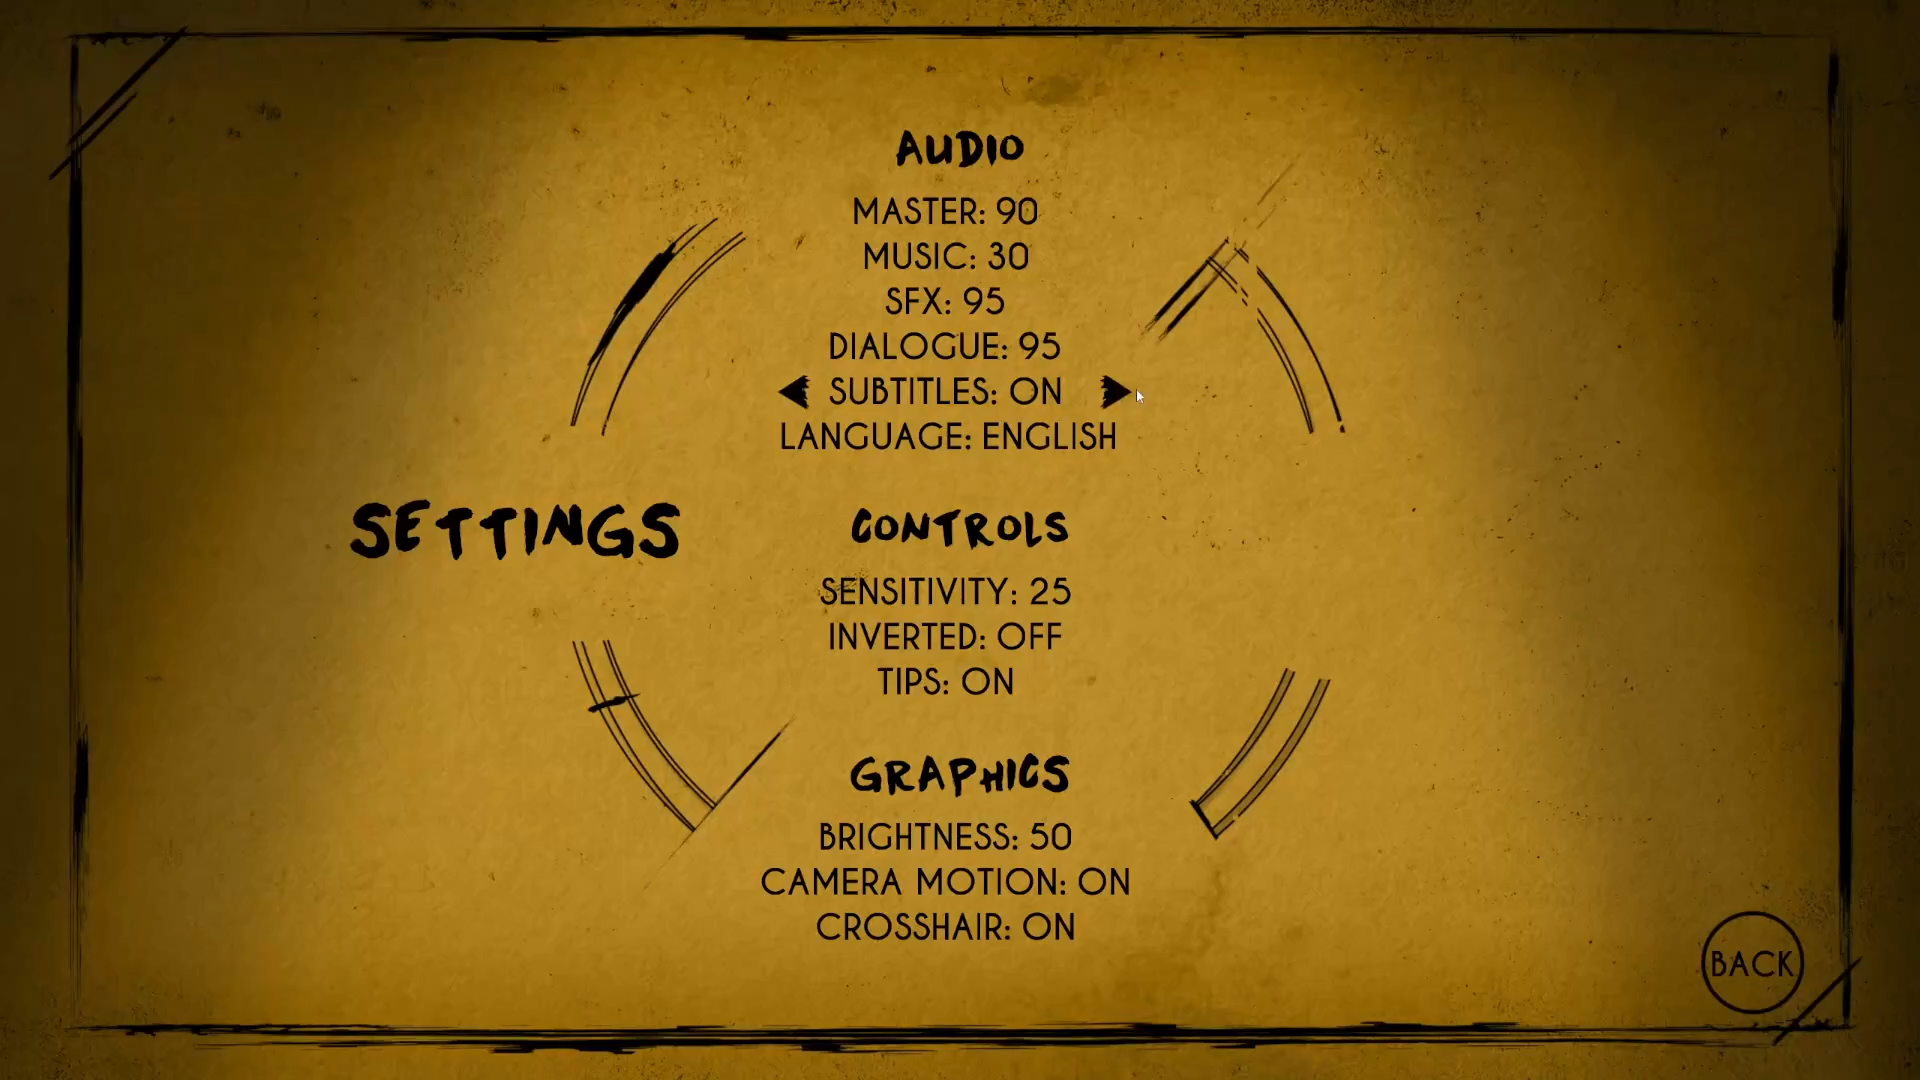 AUDIO
MASTER: 90
MUSIC: 30
SFX: 95
DIALOGUE: 95
SUBTITLES: ON
LANGUAGE: ENGLISH
SETTINGS
CONTROLS
SENSITIVITY: 25
INVERTED: OFF
TIPS: ON
GRAPHICS
BRIGHTNESS: 50
CAMERA MOTION: ON
CROSSHAIR: ON
BACK